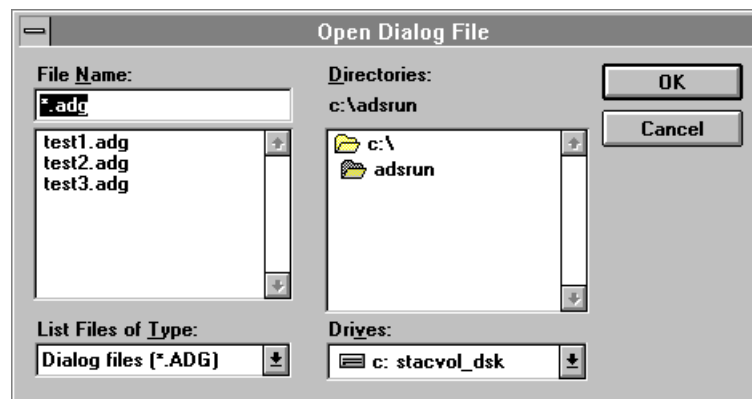 Open Dialog File
File Name:
*.adg
test1.adg
test2.adg
test3.adg
List Files of Type:
Dialog files (*.ADG)
Directories:
c:\adsrun
c:\
adsrun
Drives:
c: stacvol_dsk
OK
Cancel